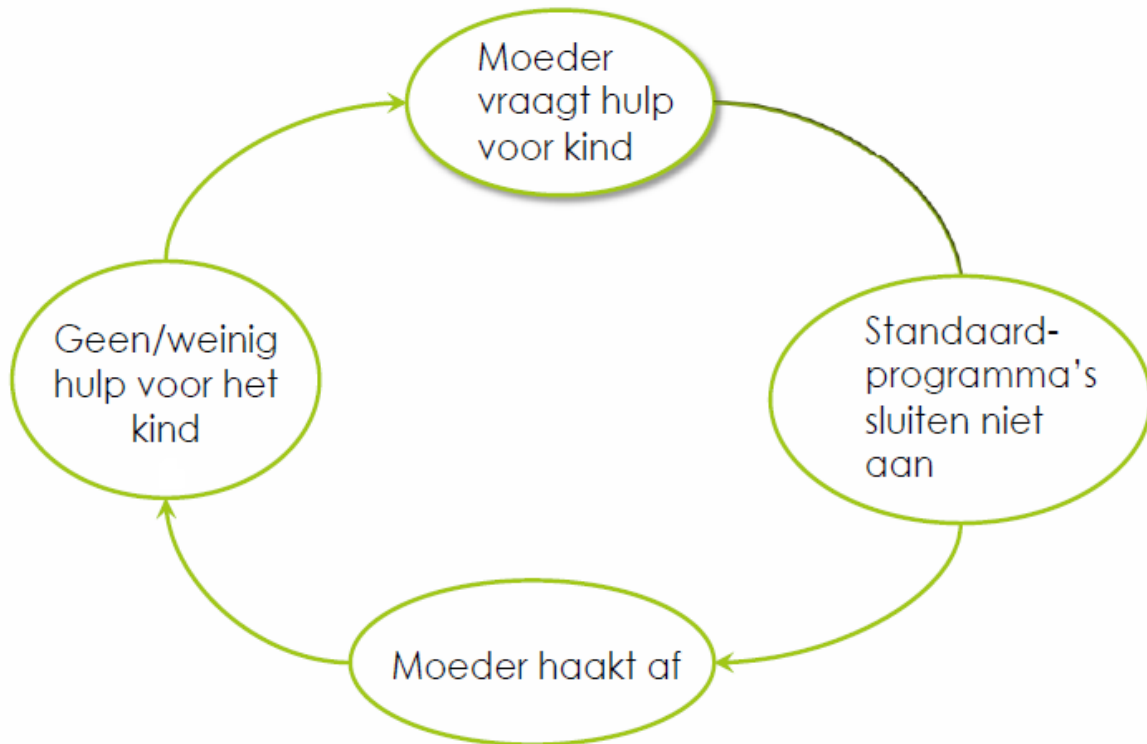 Moeder
vraagt hulp
voor kind
Standaard-
programma's
sluiten niet
aan
Moeder haakt af
Geen/weinig
hulp voor het
kind